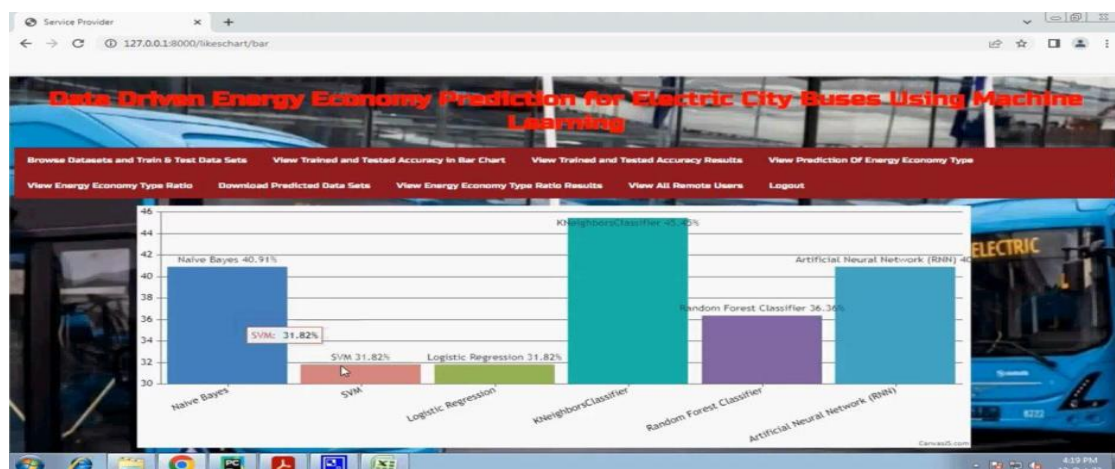 Service Provider
127.0.0.1:8000/likeschart/bar
Data Driven Energy Economy Prediction for Electric City Buses Using Machine
Learning
Browse Datasets and Train & Test Data Sets View Trained and Tested Accuracy in Bar Chart View Trained and Tested Accuracy Results View Prediction Of Energy Economy Type
View Energy Economy Type Ratio Download Predicted Data Sets View Energy Economy Type Ratio Results View All Remote Users Logout
46
44
42
40
38
36
34
32
30
KNeighborsClassifier 45.45%
Naive Bayes 40.91%
Artificial Neural Network (RNN) 40
Random Forest Classifier 36.36%
SVM: 31.82%
SVM 31.82%
Logistic Regression 31.82%
Naive Bayes
SVM
Logistic Regression
KNeighborsClassifier
Random Forest Classifier
Artificial Neural Network (RNN)
CanvasJS.com
ELECTRIC
8222
4:19 PM